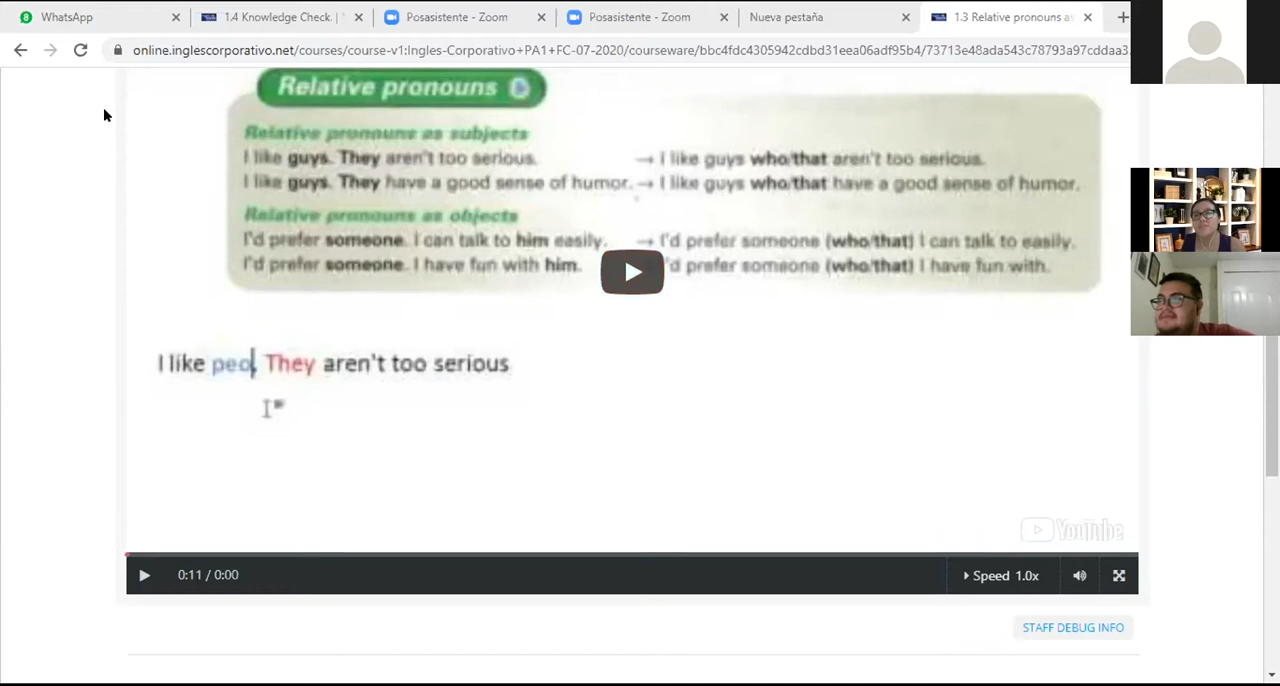 8 WhatsApp
1.4 Knowledge Check. |
Posasistente - Zoom
Posasistente - Zoom
Nueva pestaña
1.3 Relative pronouns as
online.inglescorporativo.net/courses/course-v1:Ingles-Corporativo+PA1+FC-07-2020/courseware/bbc4fdc4305942cdbd31eea06adf95b4/73713e48ada543c78793a97cddaa3...
Relative pronouns
Relative pronouns as subjects
I like guys. They aren't too serious. → I like guys who/that aren't too serious.
I like guys. They have a good sense of humor. → I like guys who/that have a good sense of humor.
Relative pronouns as objects
I'd prefer someone. I can talk to him easily. → I'd prefer someone (who/that) I can talk to easily.
I'd prefer someone. I have fun with him. 'd prefer someone (who/that) I have fun with.
I like peo. They aren't too serious
YouTube
0:11 / 0:00
Speed 1.0x
STAFF DEBUG INFO